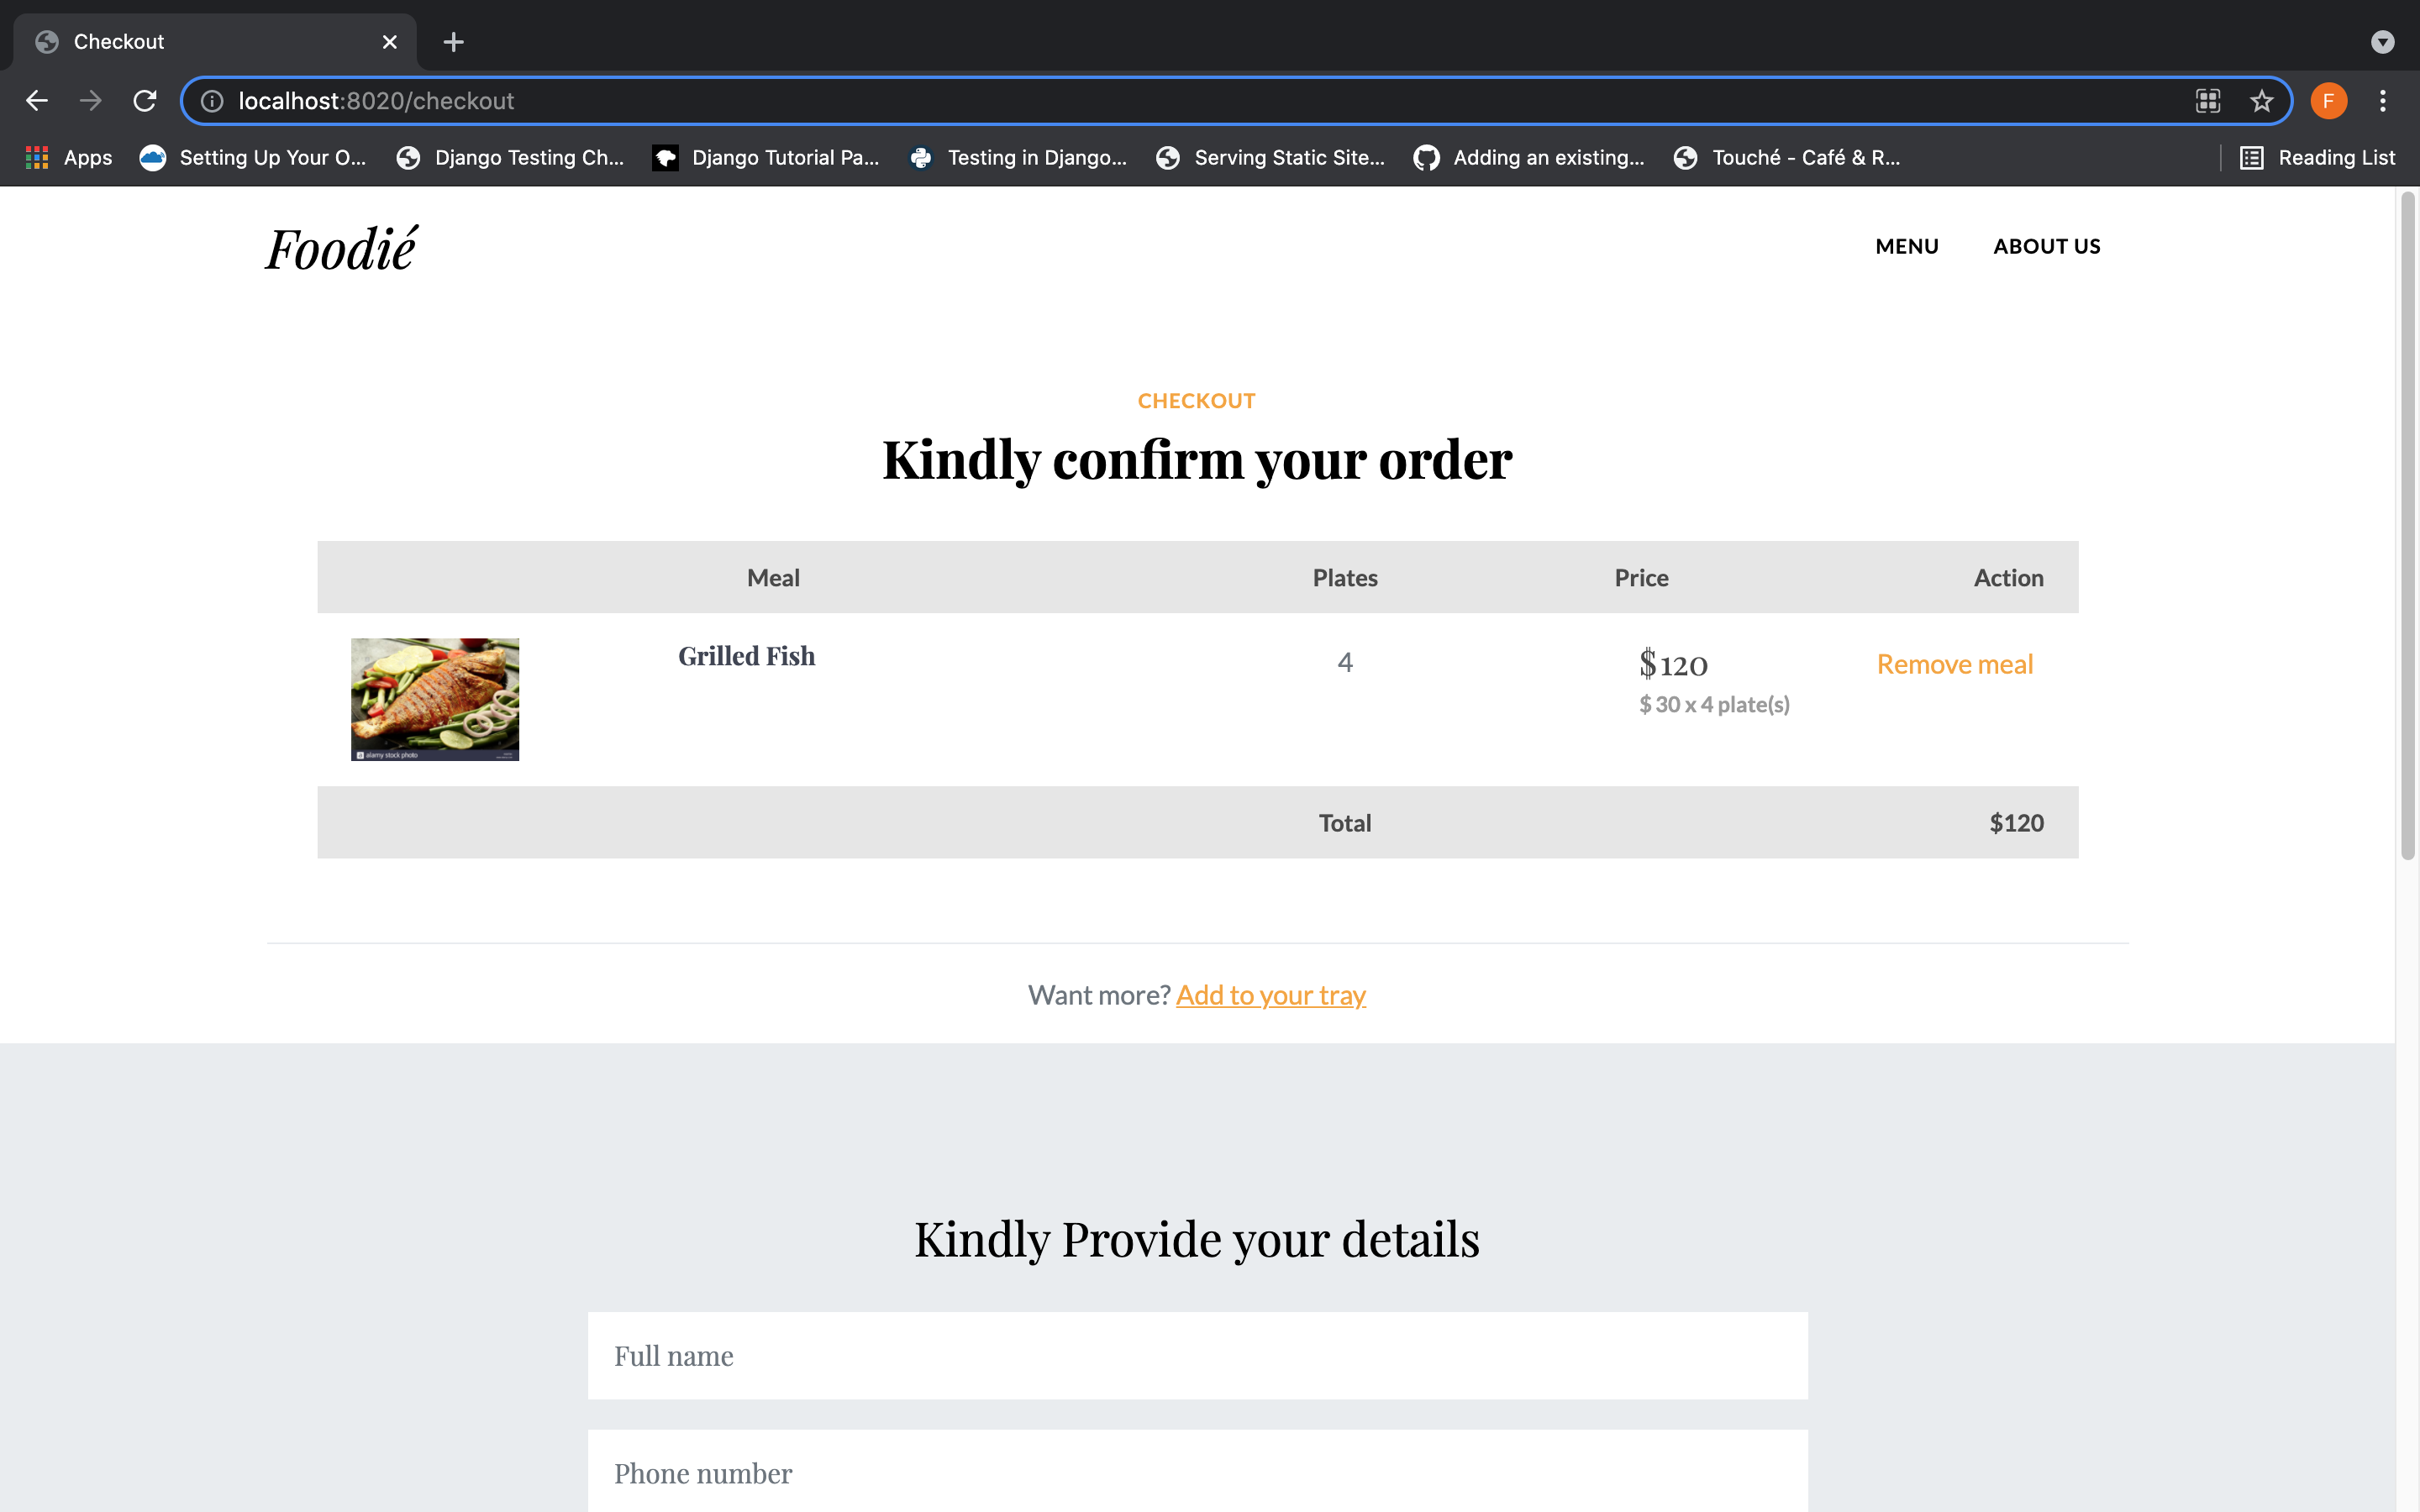 Checkout
localhost:8020/checkout
F
Apps
Setting Up Your O...
Django Testing Ch...
Django Tutorial Pa...
Testing in Django...
Serving Static Site...
Adding an existing...
Touché - Café & R...
Reading List
Foodié
MENU
ABOUT US
CHECKOUT
Kindly confirm your order
Meal Plates Price Action
Grilled Fish 4 $120 Remove meal
$ 30 x 4 plate(s)
a alamy stock photo
Total $120
Want more? Add to your tray
Kindly Provide your details
Full name
Phone number